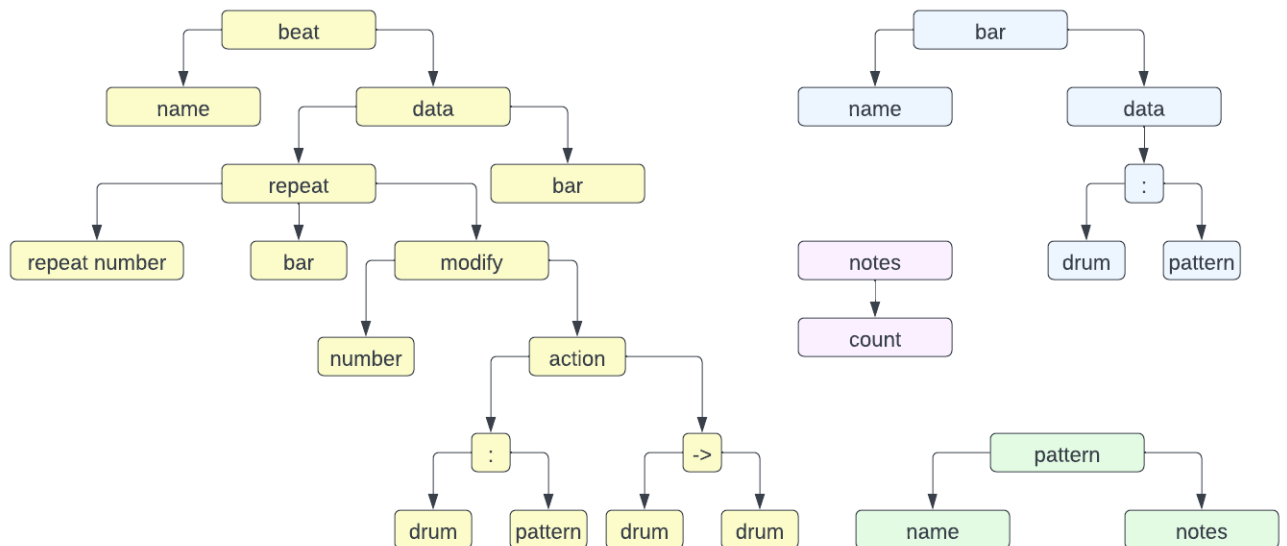 beat
bar
name
data
name
data
repeat
bar
:
repeat number
bar
modify
notes
drum
pattern
number
action
count
:
->
pattern
drum
pattern
drum
drum
name
notes